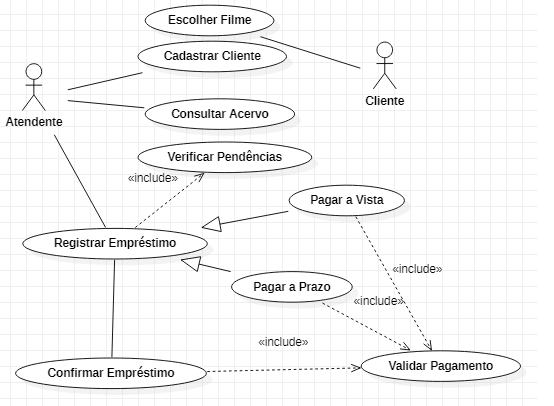 Escolher Filme
Cadastrar Cliente
Cliente
Atendente
Consultar Acervo
Verificar Pendências
«include»
Pagar a Vista
Registrar Empréstimo
«include»
Pagar a Prazo
«include»
«include»
Confirmar Empréstimo
Validar Pagamento